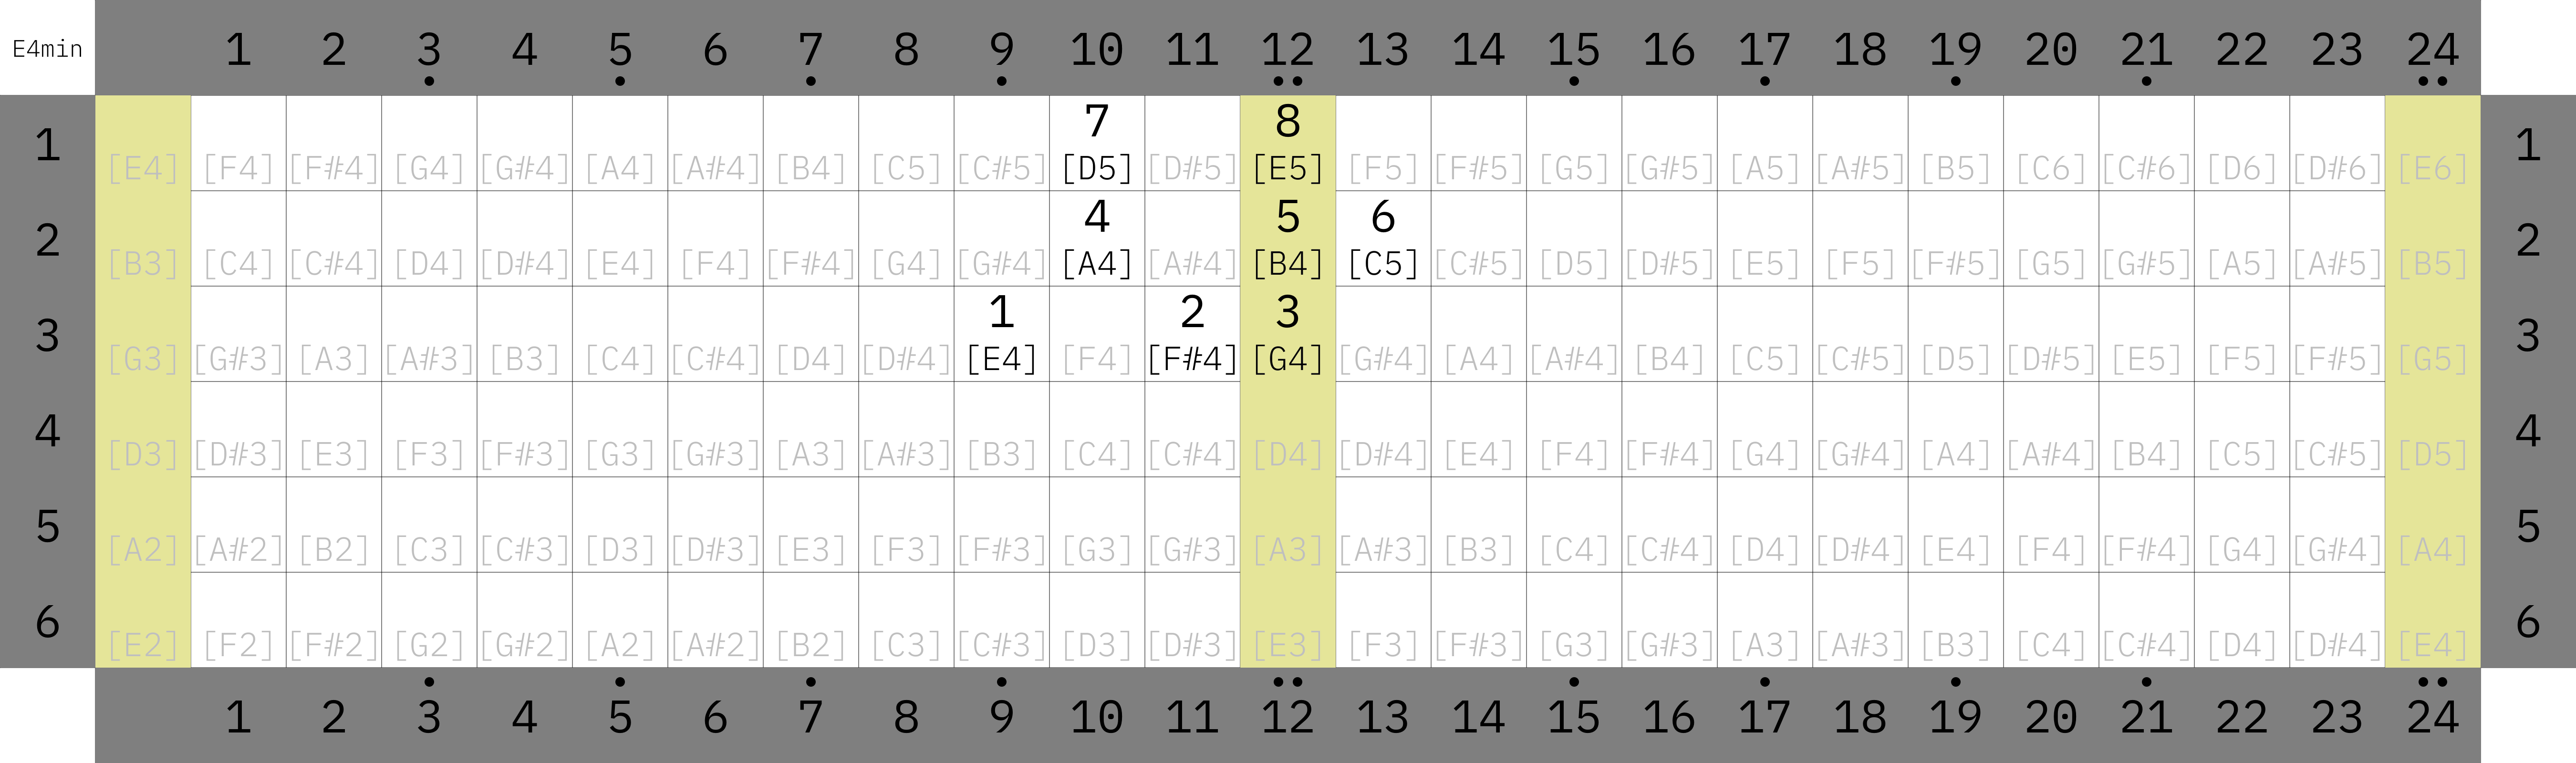 E4min 1 2 3 4 5 6 7 8 9 10 11 12 13 14 15 16 17 18 19 20 21 22 23 24
7 8
1 [E4] [F4] [F#4] [G4] [G#4] [A4] [A#4] [B4] [C5] [C#5] [D5] [D#5] [E5] [F5] [F#5] [G5] [G#5] [A5] [A#5] [B5] [C6] [C#6] [D6] [D#6] [E6] 1
4 5 6
2 [B3] [C4] [C#4] [D4] [D#4] [E4] [F4] [F#4] [G4] [G#4] [A4] [A#4] [B4] [C5] [C#5] [D5] [D#5] [E5] [F5] [F#5] [G5] [G#5] [A5] [A#5] [B5] 2
1 2 3
3 [G3] [G#3] [A3] [A#3] [B3] [C4] [C#4] [D4] [D#4] [E4] [F4] [F#4] [G4] [G#4] [A4] [A#4] [B4] [C5] [C#5] [D5] [D#5] [E5] [F5] [F#5] [G5] 3
4 [D3] [D#3] [E3] [F3] [F#3] [G3] [G#3] [A3] [A#3] [B3] [C4] [C#4] [D4] [D#4] [E4] [F4] [F#4] [G4] [G#4] [A4] [A#4] [B4] [C5] [C#5] [D5] 4
5 [A2] [A#2] [B2] [C3] [C#3] [D3] [D#3] [E3] [F3] [F#3] [G3] [G#3] [A3] [A#3] [B3] [C4] [C#4] [D4] [D#4] [E4] [F4] [F#4] [G4] [G#4] [A4] 5
6 [E2] [F2] [F#2] [G2] [G#2] [A2] [A#2] [B2] [C3] [C#3] [D3] [D#3] [E3] [F3] [F#3] [G3] [G#3] [A3] [A#3] [B3] [C4] [C#4] [D4] [D#4] [E4] 6
1 2 3 4 5 6 7 8 9 10 11 12 13 14 15 16 17 18 19 20 21 22 23 24